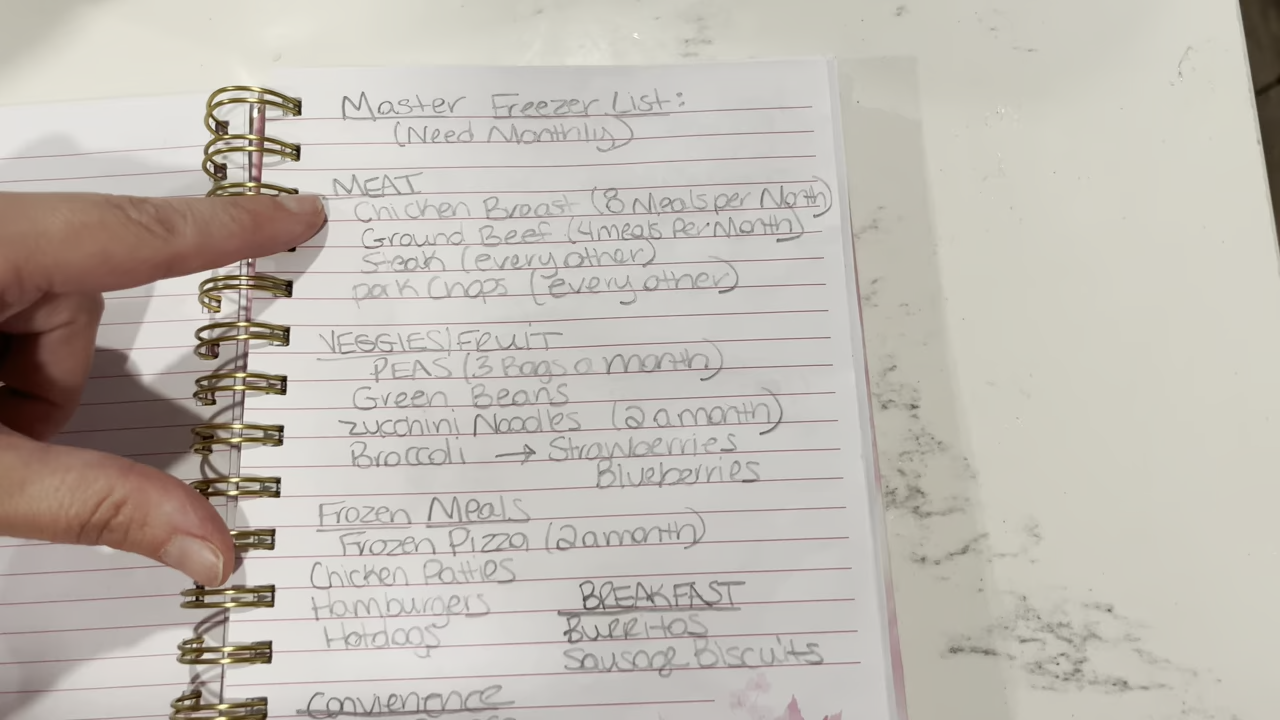 Master Freezer List:
(Need Monthly)
MEAT
Chicken Breast (8 Meals per Month)
Ground Beef (4 meals Per Month)
Steak (every other)
pork Chops (every other)
VEGGIES/FRUIT
PEAS (3 Bags a month)
Green Beans
zucchini Noodles (2 a month)
Broccoli → Strawberries
Blueberries
Frozen Meals
Frozen Pizza (2 a month)
Chicken Patties
Hamburgers
Hotdogs
BREAKFAST
BURRITOS
Sausage Biscuits
Convenience